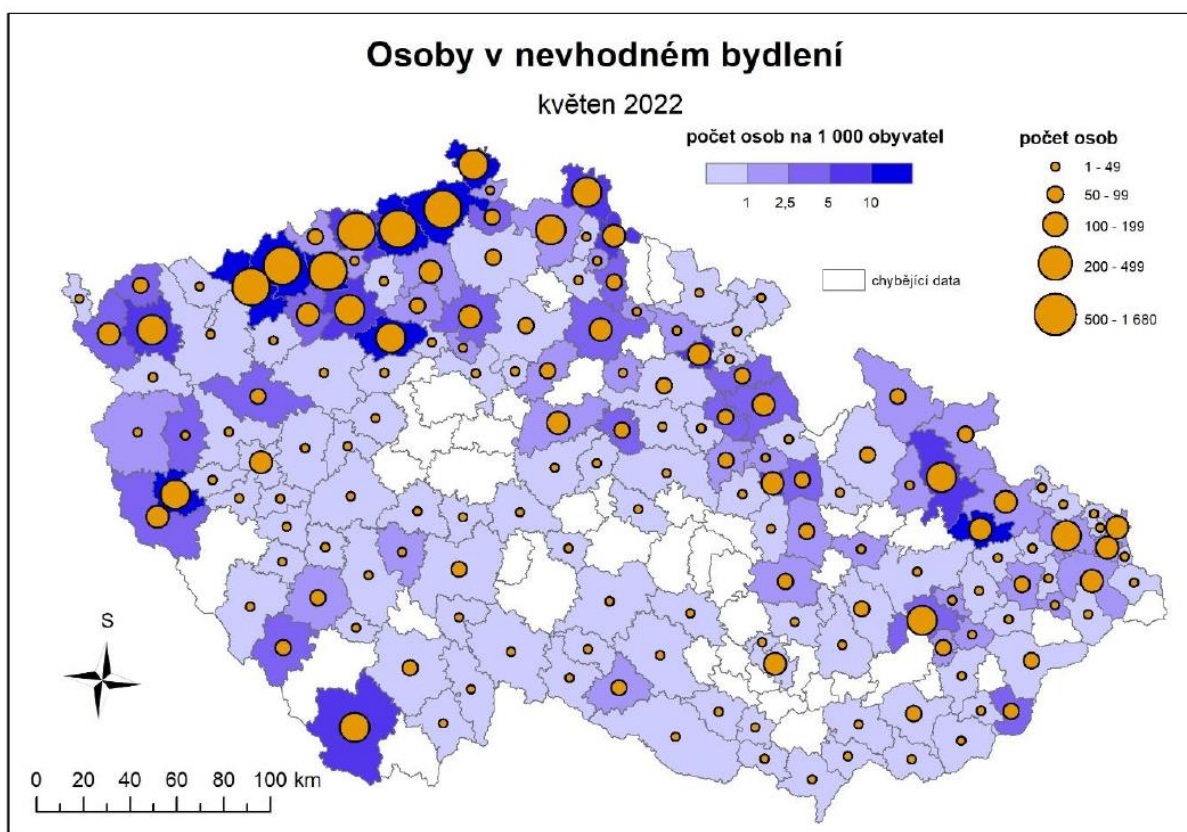 Osoby v nevhodném bydlení
květen 2022
počet osob na 1 000 obyvatel
1 2,5 5 10
chybějící data
počet osob
1 - 49
50 - 99
100 - 199
200 - 499
500 - 1 680
S
0 20 40 60 80 100 km